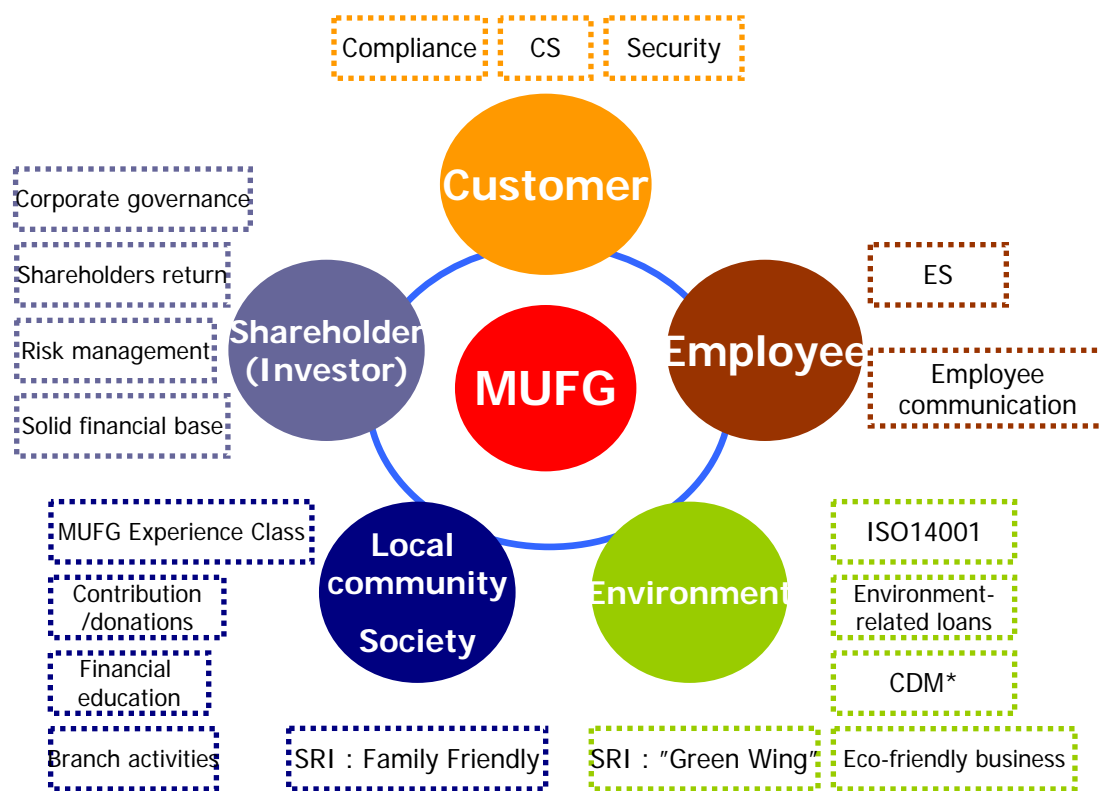 Compliance
CS
Security
Customer
Corporate governance
Shareholders return
Risk management
Solid financial base
Shareholder
(Investor)
MUFG
Employee
ES
Employee
communication
MUFG Experience Class
Contribution
/donations
Financial
education
Branch activities
Local
community
Society
SRI : Family Friendly
Environment
SRI : "Green Wing"
ISO14001
Environment-
related loans
CDM*
Eco-friendly business